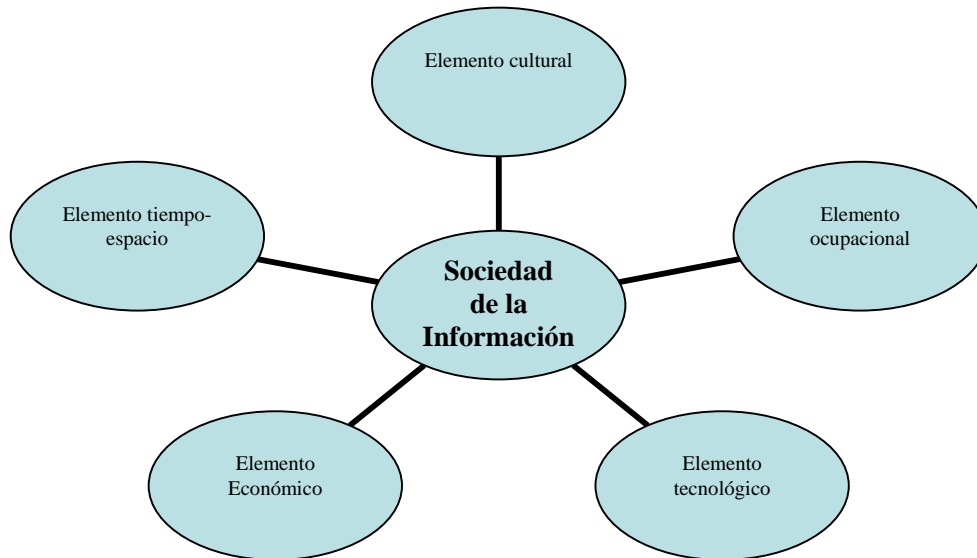 Elemento cultural
Elemento tiempo-
espacio
Elemento
ocupacional
Sociedad
de la
Información
Elemento
Económico
Elemento
tecnológico